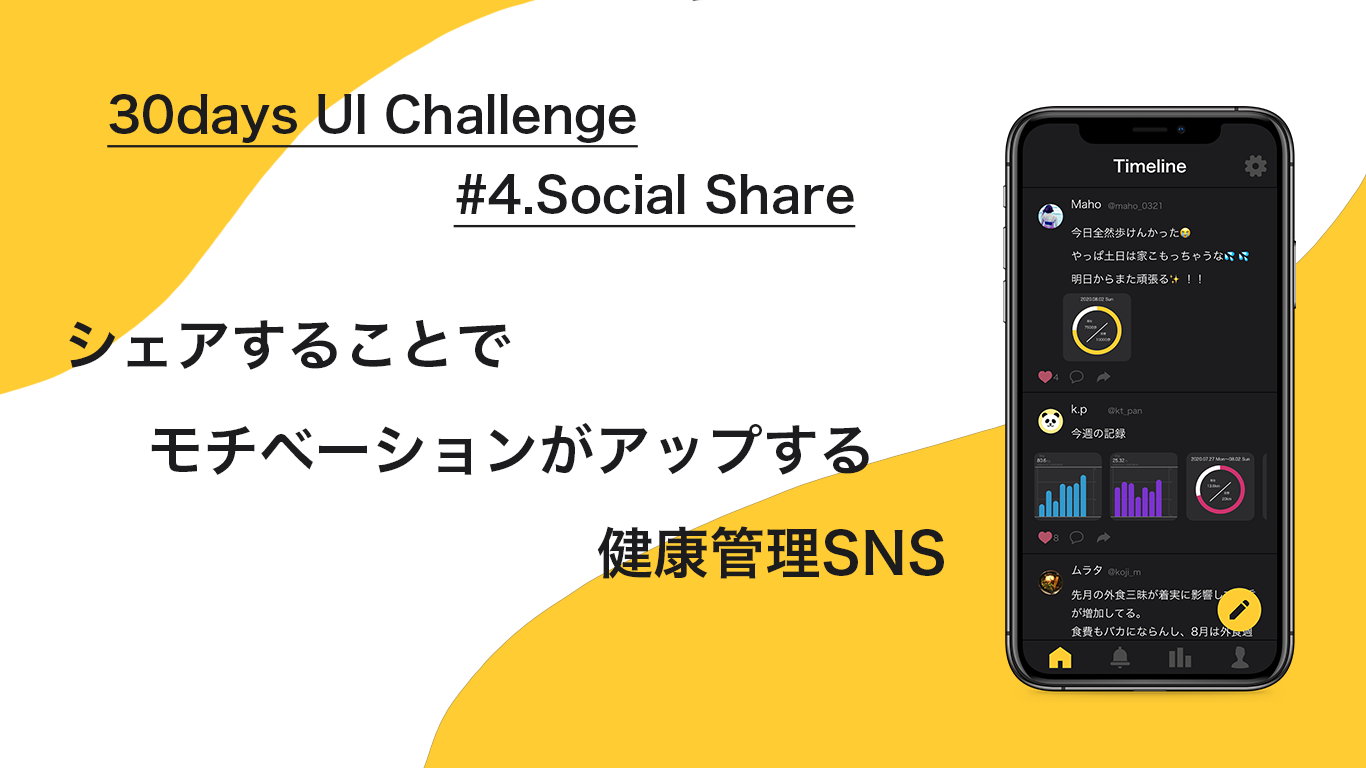 30days UI Challenge
#4.Social Share
シェアすることで
モチベーションがアップする
健康管理SNS
Timeline
Maho @maho_0321
今日全然歩けんかった😭
やっぱ土日は家こもっちゃうな💦 💦
明日からまた頑張る✨ ！！
2020.08.02 Sun
4
k.p @kt_pan
今週の記録
80.6
25.32
2020.07.27 Mon〜08.02 Sun
8
ムラタ @koji_m
先月の外食三昧が着実に影響し
が増加してる。
食費もバカにならんし、8月は外食週